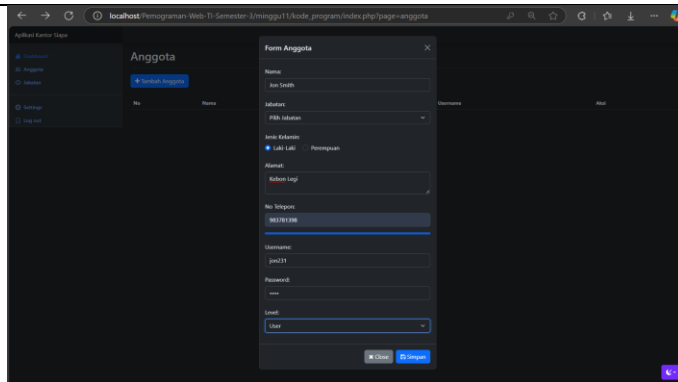 localhost/Pemograman-Web-TI-Semester-3/minggu11/kode_program/index.php?page=anggota
Aplikasi Kantor Siapa
Dashboard
Anggota
Jabatan
Settings
Log out
Anggota
+ Tambah Anggota
No Nama Username Aksi
Form Anggota
Nama:
Jon Smith
Jabatan:
Pilih Jabatan
Jenis Kelamin:
Laki-Laki Perempuan
Alamat:
Kebon Legi
No Telepon:
983781398
Username:
jon231
Password:
Level:
User
Close Simpan